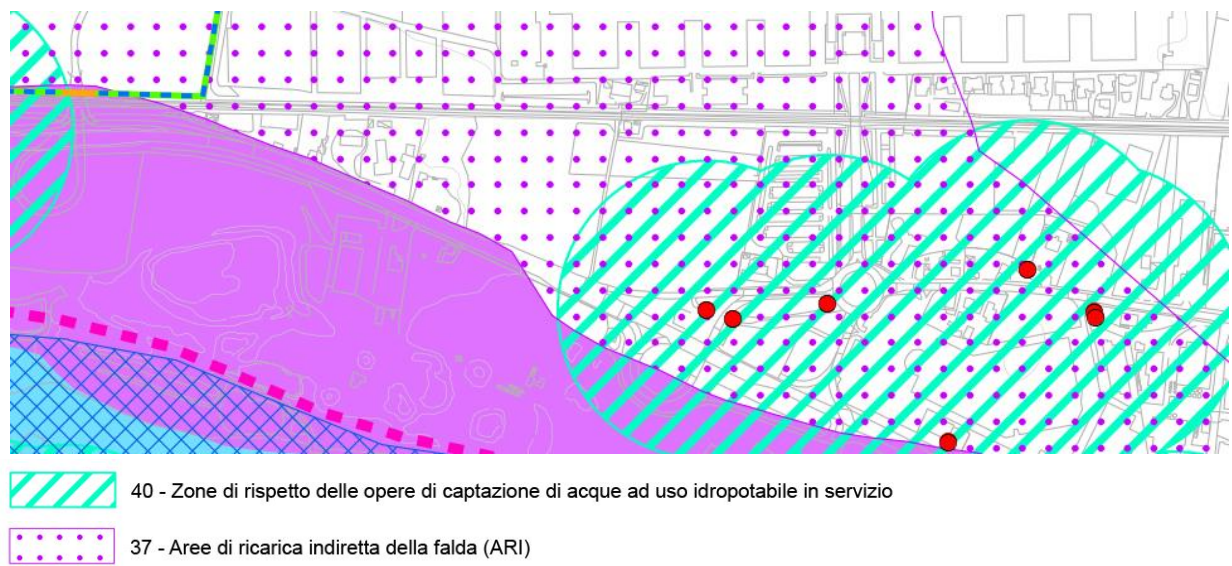 40 - Zone di rispetto delle opere di captazione di acque ad uso idropotabile in servizio
37 - Aree di ricarica indiretta della falda (ARI)